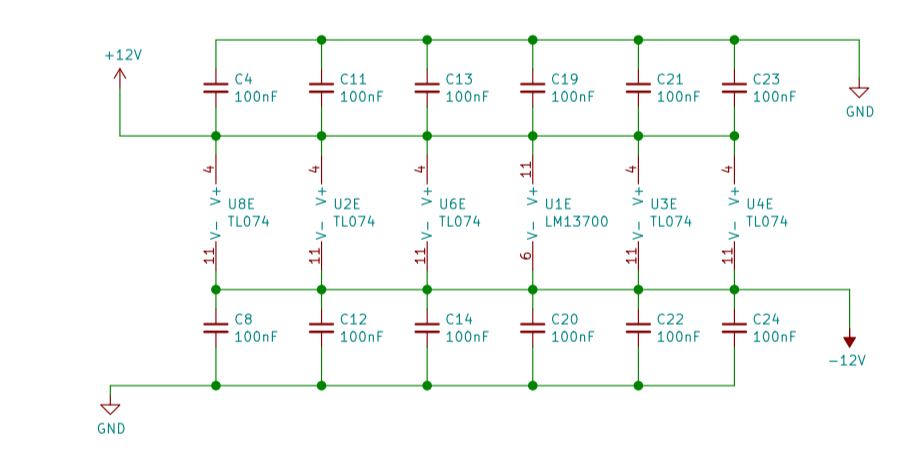 +12V
C4
100nF
C11
100nF
C13
100nF
C19
100nF
C21
100nF
C23
100nF
GND
4
V+
U8E
TL074
V-
11
4
V+
U2E
TL074
V-
11
4
V+
U6E
TL074
V-
11
11
V+
U1E
LM13700
V-
6
4
V+
U3E
TL074
V-
11
4
V+
U4E
TL074
V-
11
C8
100nF
C12
100nF
C14
100nF
C20
100nF
C22
100nF
C24
100nF
-12V
GND